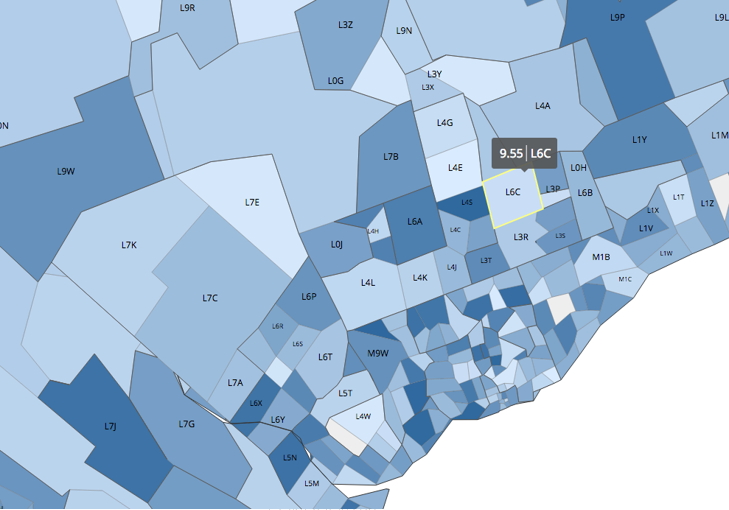 L9R
L3Z
L9N
L9P
L9L
L3Y
L0G
L3X
L4A
0N
L4G
L1Y
L1M
9.55 | L6C
L7B
L4E
L0H
L9W
L6C
L3P
L6B
L1T
L7E
L4S
L1Z
L1X
L6A
L4C
L4H
L3R
L3S
L1V
L7K
L0J
L1W
M1B
L3T
L4J
L4K
M1C
L4L
L7C
L6P
L6R
L6S
L6T
M9W
L7A
L5T
L6X
L4W
L6Y
L7J
L7G
L5N
L5M